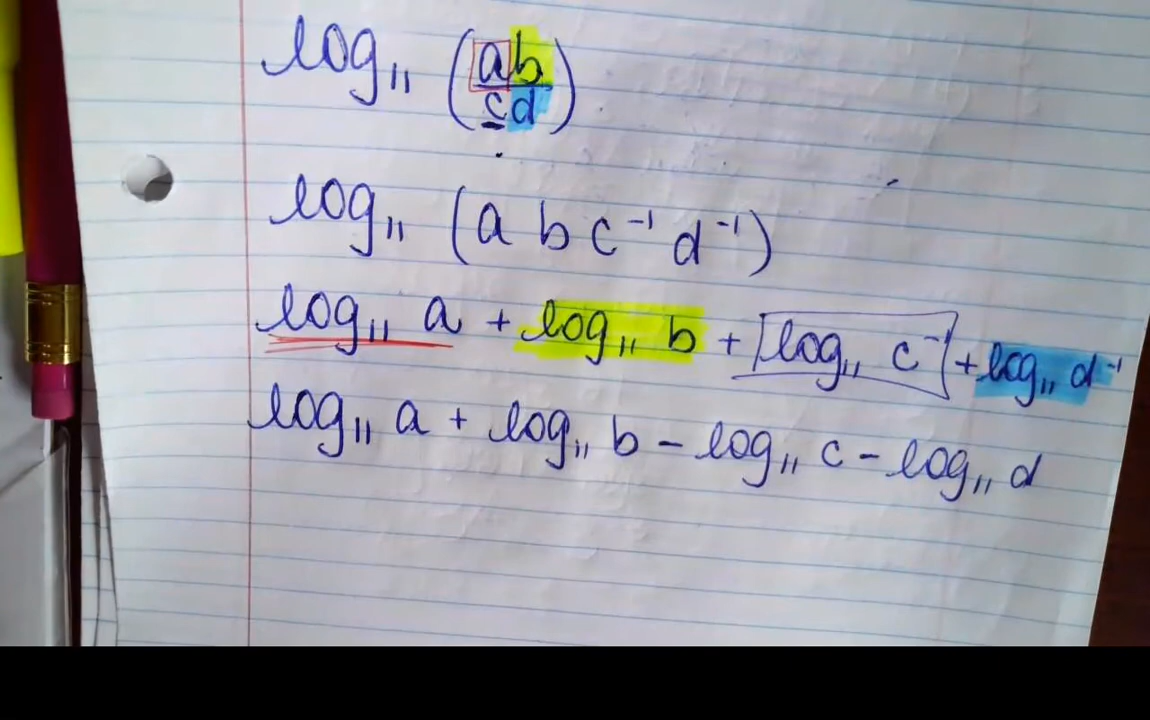 log₁₁ (ab/cd)
log₁₁ (a b c⁻¹ d⁻¹)
log₁₁ a + log₁₁ b + log₁₁ c⁻¹ + log₁₁ d⁻¹
log₁₁ a + log₁₁ b - log₁₁ c - log₁₁ d